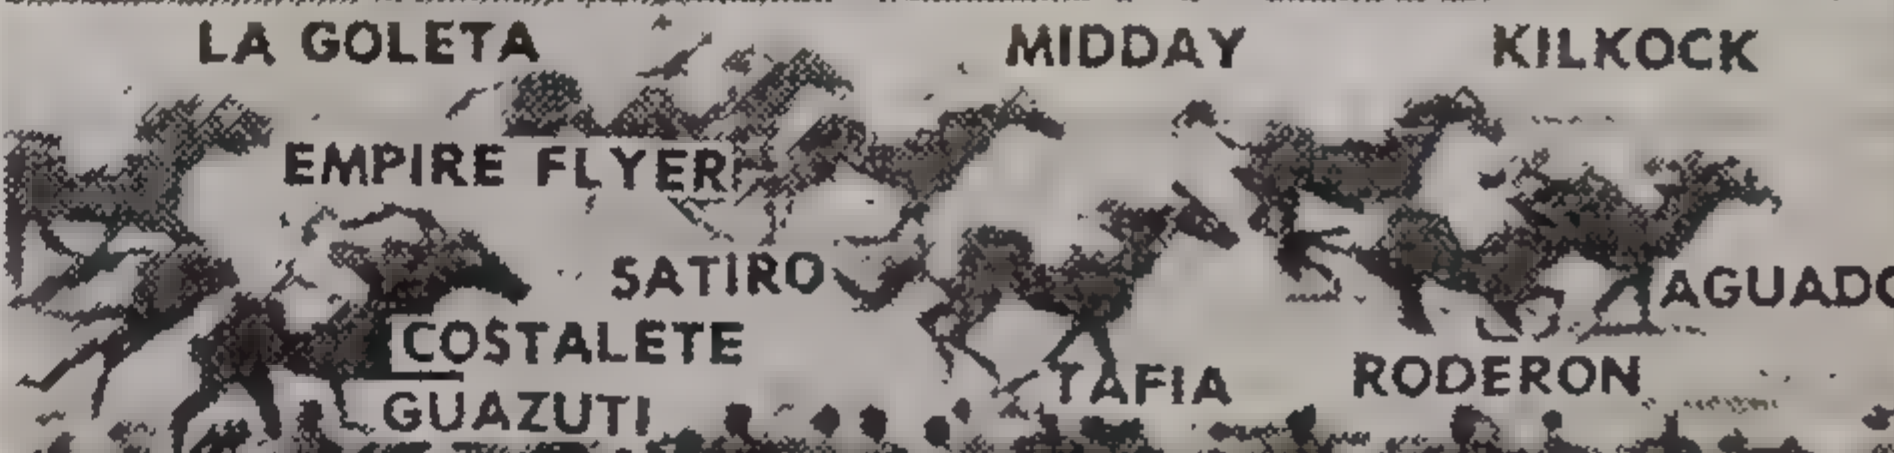 LA GOLETA
MIDDAY
KILKOCK
EMPIRE FLYER
SATIRO
AGUADO
COSTALETE
TAFIA
RODERON
GUAZUTI